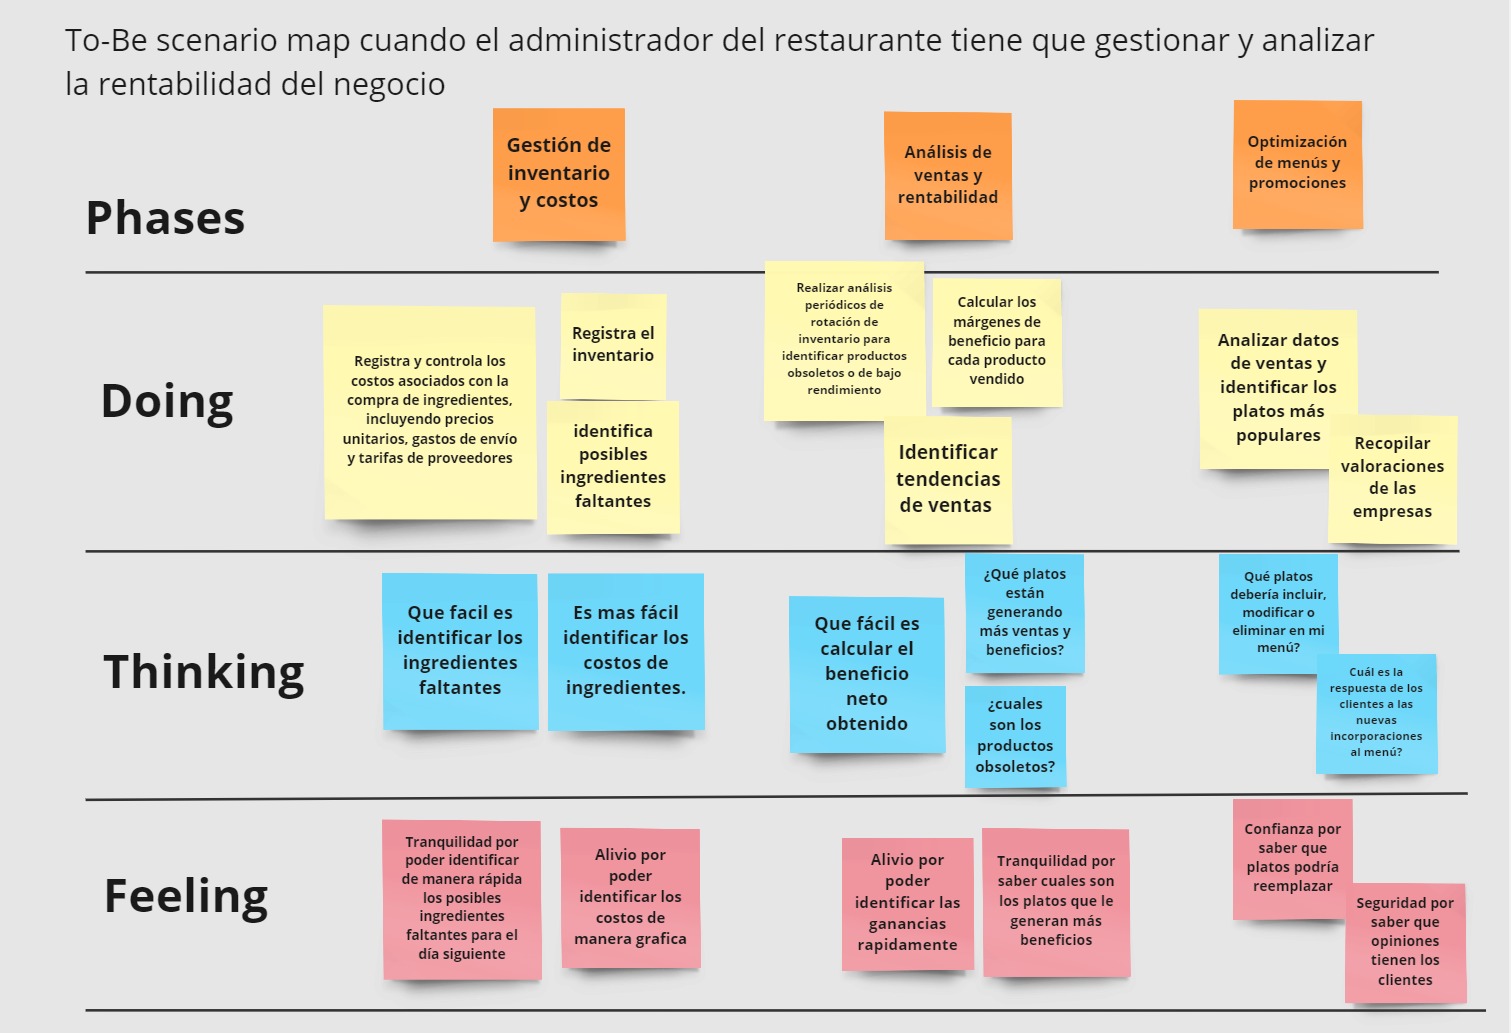 To-Be scenario map cuando el administrador del restaurante tiene que gestionar y analizar
la rentabilidad del negocio
Phases
Gestión de
inventario
y costos
Análisis de
ventas y
rentabilidad
Optimización
de menús y
promociones
Doing
Registra y controla los
costos asociados con la
compra de ingredientes,
incluyendo precios
unitarios, gastos de envío
y tarifas de proveedores
Registra el
inventario
identifica
posibles
ingredientes
faltantes
Realizar análisis
periódicos de
rotación de
inventario para
identificar productos
obsoletos o de bajo
rendimiento
Calcular los
márgenes de
beneficio para
cada producto
vendido
Identificar
tendencias
de ventas
Analizar datos
de ventas y
identificar los
platos más
populares
Recopilar
valoraciones
de las
empresas
Thinking
Que facil es
identificar los
ingredientes
faltantes
Es mas fácil
identificar los
costos de
ingredientes.
Que fácil es
calcular el
beneficio
neto
obtenido
¿Qué platos
están
generando
más ventas y
beneficios?
¿cuales
son los
productos
obsoletos?
Qué platos
debería incluir,
modificar o
eliminar en mi
menú?
Cuál es la
respuesta de los
clientes a las
nuevas
incorporaciones
al menú?
Feeling
Tranquilidad por
poder identificar
de manera rápida
los posibles
ingredientes
faltantes para el
día siguiente
Alivio por
poder
identificar los
costos de
manera grafica
Alivio por
poder
identificar las
ganancias
rapidamente
Tranquilidad por
saber cuales son
los platos que le
generan más
beneficios
Confianza por
saber que
platos podría
reemplazar
Seguridad por
saber que
opiniones
tienen los
clientes